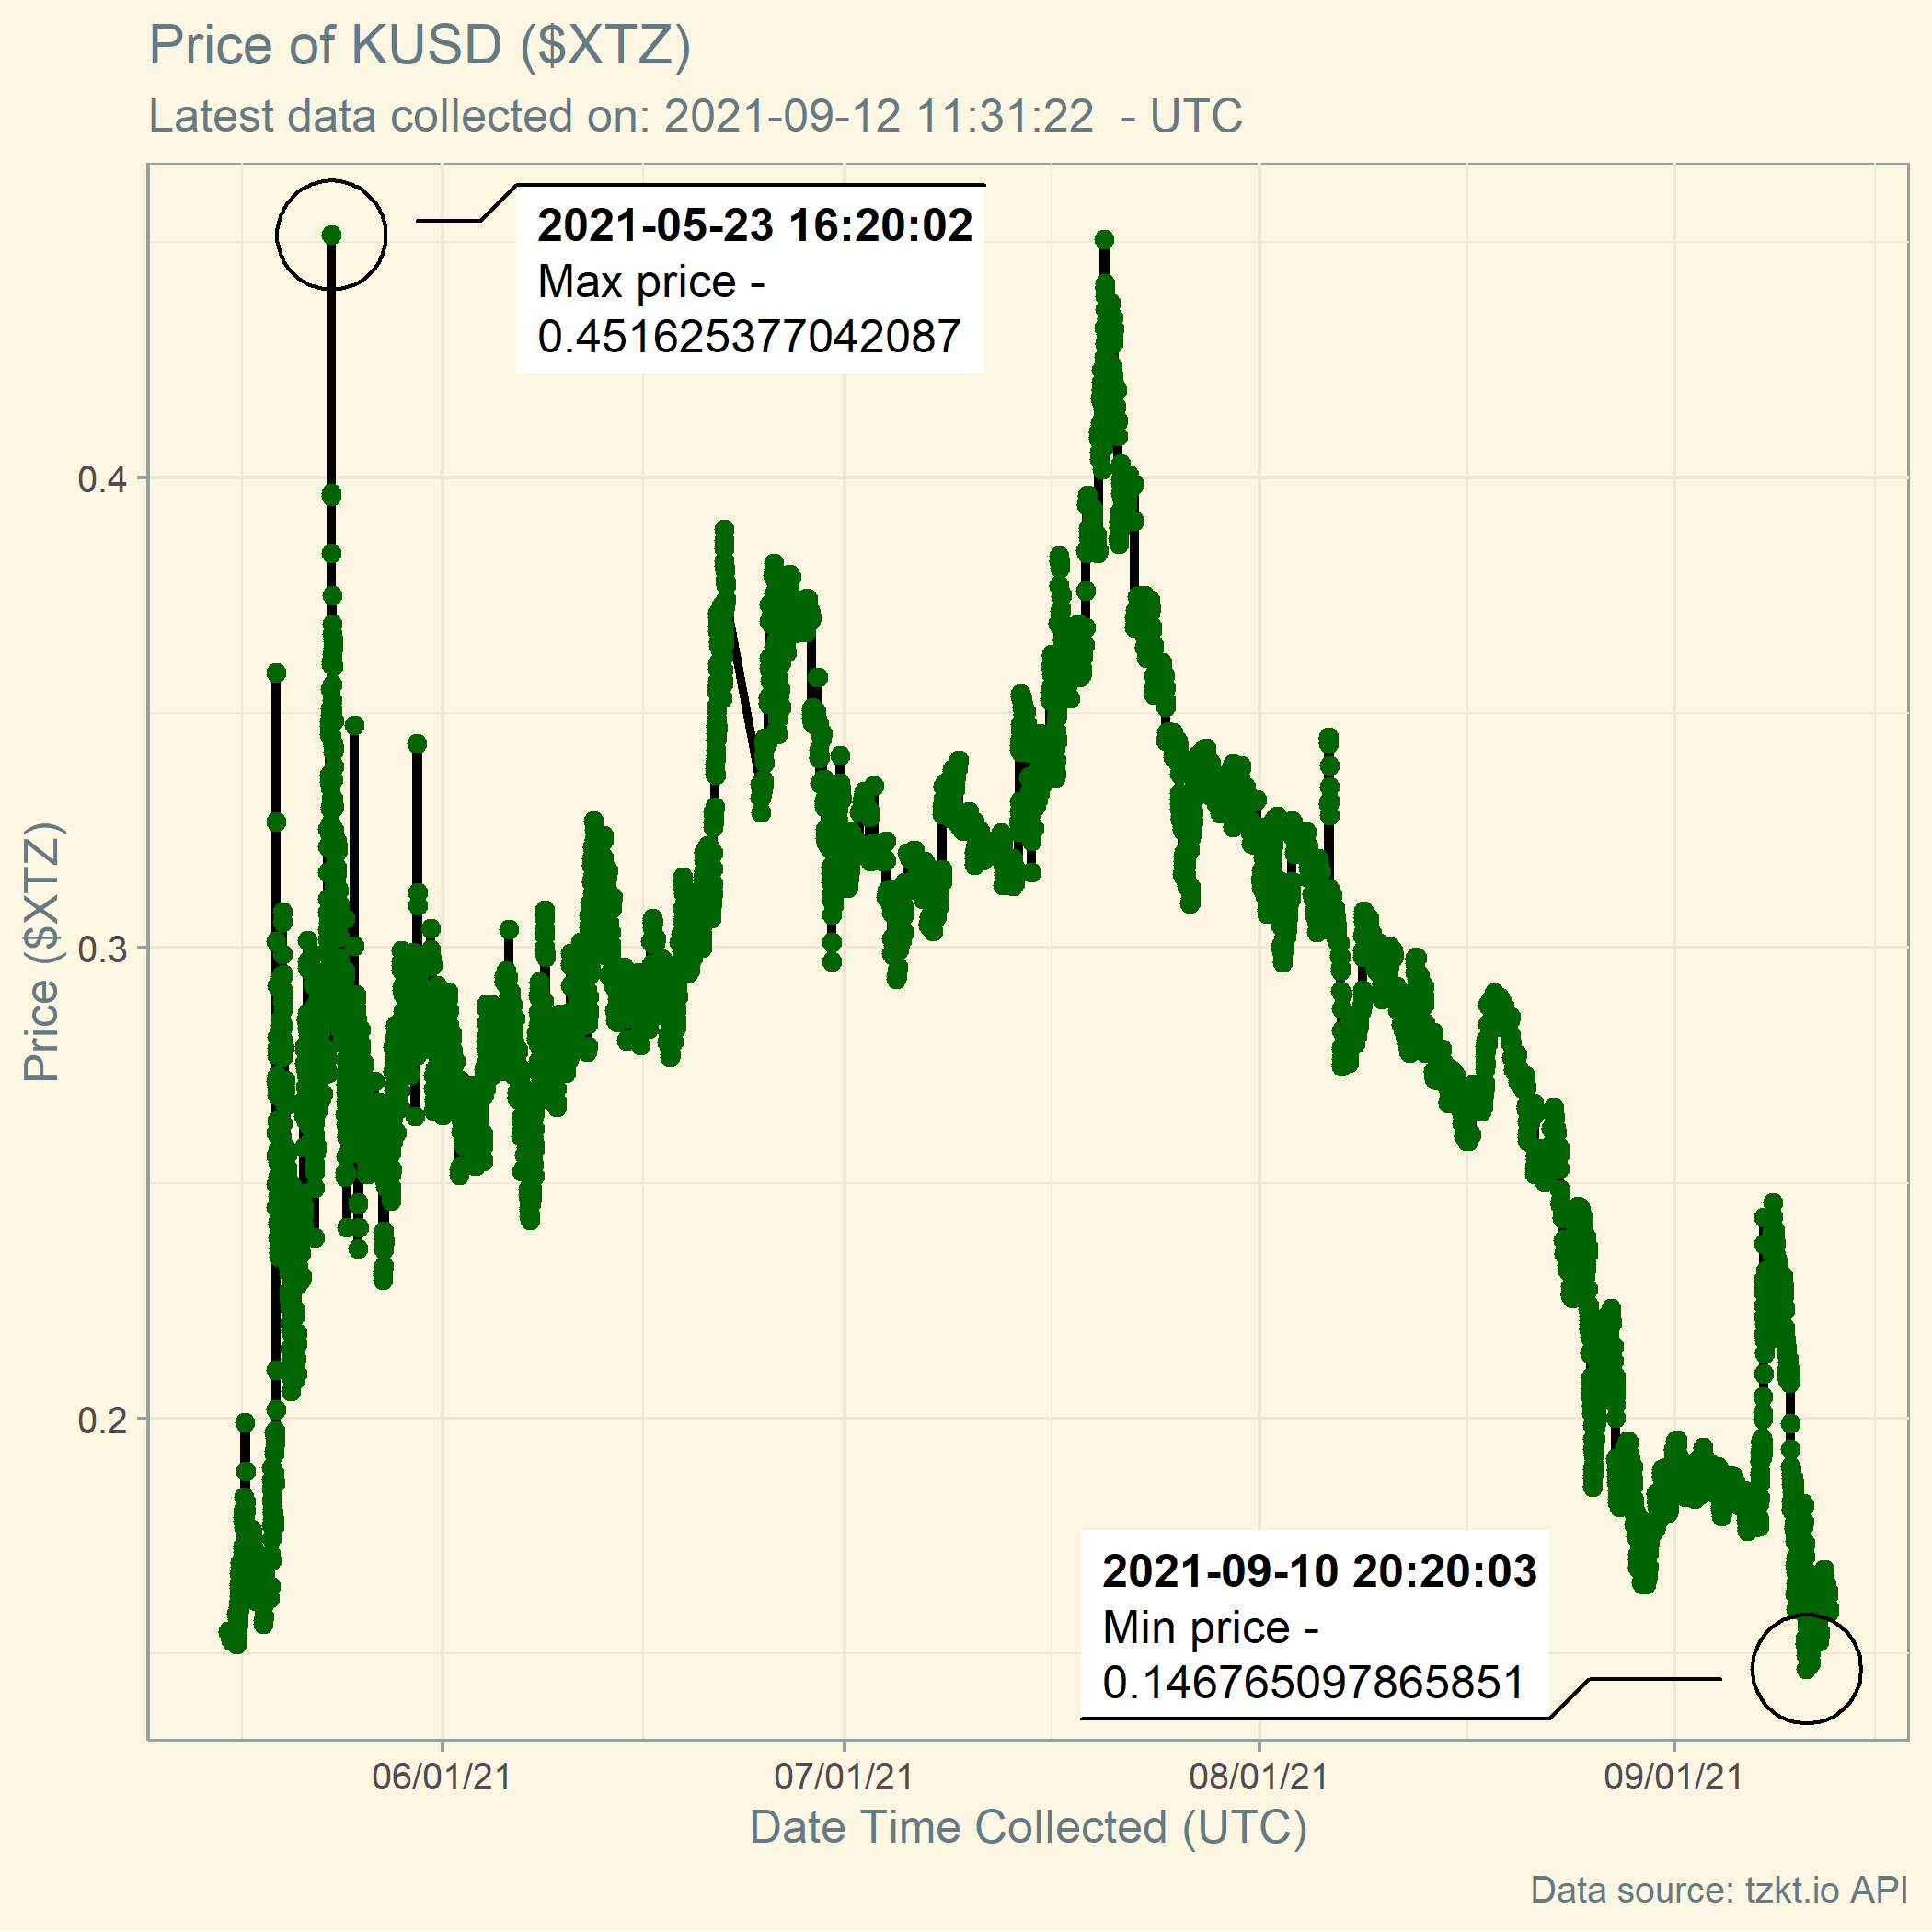 Price of KUSD ($XTZ)
Latest data collected on: 2021-09-12 11:31:22  - UTC
2021-05-23 16:20:02
Max price -
0.451625377042087
0.4
0.3
0.2
Price ($XTZ)
2021-09-10 20:20:03
Min price -
0.146765097865851
06/01/21
07/01/21
08/01/21
09/01/21
Date Time Collected (UTC)
Data source: tzkt.io API